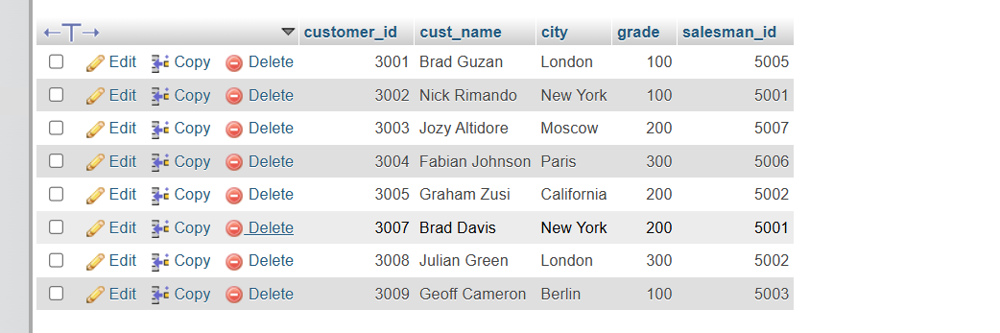 customer_id cust_name city grade salesman_id
Edit Copy Delete 3001 Brad Guzan London 100 5005
Edit Copy Delete 3002 Nick Rimando New York 100 5001
Edit Copy Delete 3003 Jozy Altidore Moscow 200 5007
Edit Copy Delete 3004 Fabian Johnson Paris 300 5006
Edit Copy Delete 3005 Graham Zusi California 200 5002
Edit Copy Delete 3007 Brad Davis New York 200 5001
Edit Copy Delete 3008 Julian Green London 300 5002
Edit Copy Delete 3009 Geoff Cameron Berlin 100 5003